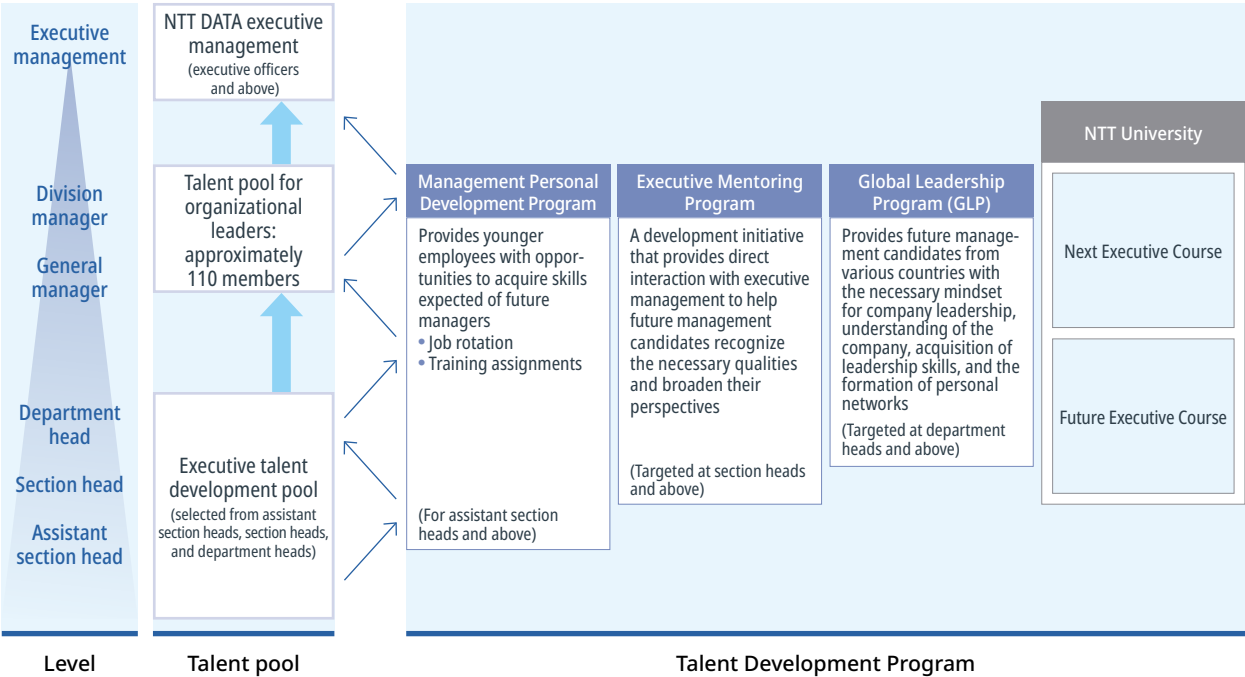 Executive
management
Division
manager
General
manager
Department
head
Section head
Assistant
section head
Level
NTT DATA executive
management
(executive officers
and above)
Talent pool for
organizational
leaders:
approximately
110 members
Executive talent
development pool
(selected from assistant
section heads, section heads,
and department heads)
Talent pool
Management Personal
Development Program
Provides younger
employees with oppor-
tunities to acquire skills
expected of future
managers
• Job rotation
• Training assignments
(For assistant section
heads and above)
Executive Mentoring
Program
A development initiative
that provides direct
interaction with executive
management to help
future management
candidates recognize
the necessary qualities
and broaden their
perspectives
(Targeted at section heads
and above)
Global Leadership
Program (GLP)
Provides future manage-
ment candidates from
various countries with
the necessary mindset
for company leadership,
understanding of the
company, acquisition of
leadership skills, and the
formation of personal
networks
(Targeted at department
heads and above)
NTT University
Next Executive Course
Future Executive Course
Talent Development Program